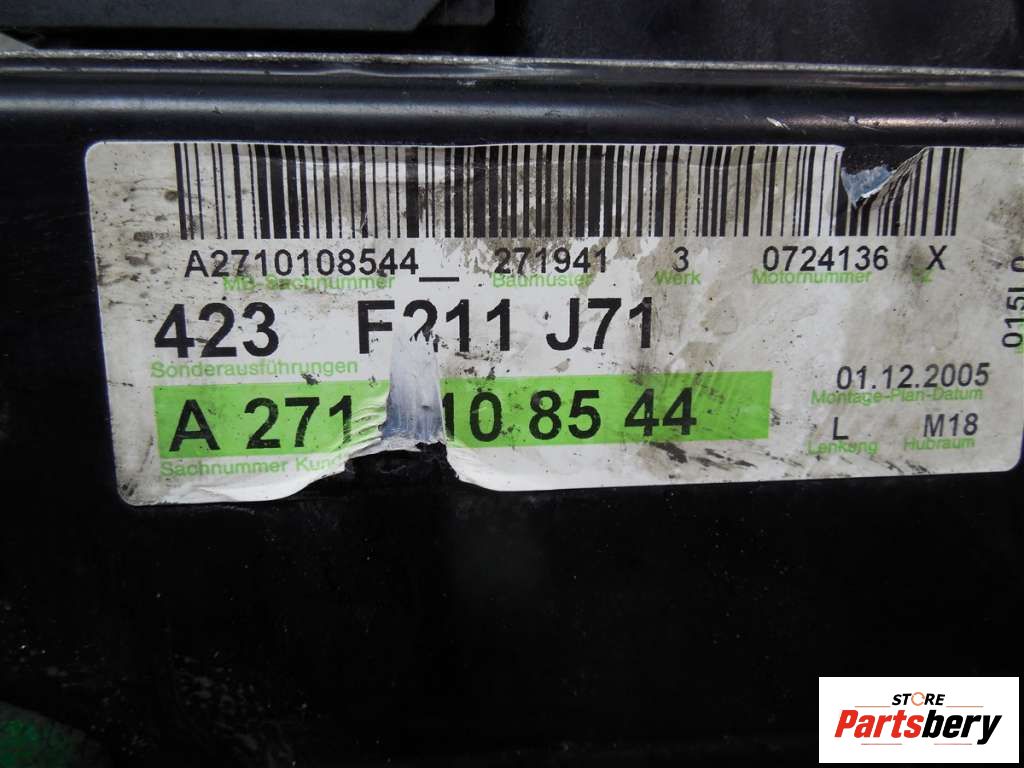 A2710108544_ 271941 3 0724136 X
MB-Sachnummer Baumuster Werk Motornummer
423 F211 J71
Sonderausführungen
A 271 10 85 44
Sachnummer
01.12.2005
Montage-Plan-Datum
L M18
Lenkung Hubraum
STORE
Partsbery